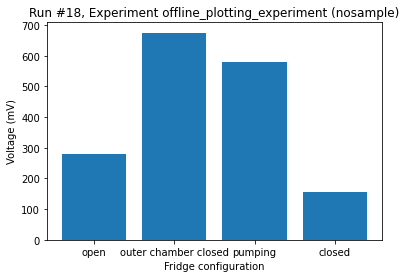 Run #18, Experiment offline_plotting_experiment (nosample)
700
600
500
400
300
200
100
0
Voltage (mV)
open outer chamber closed pumping closed
Fridge configuration